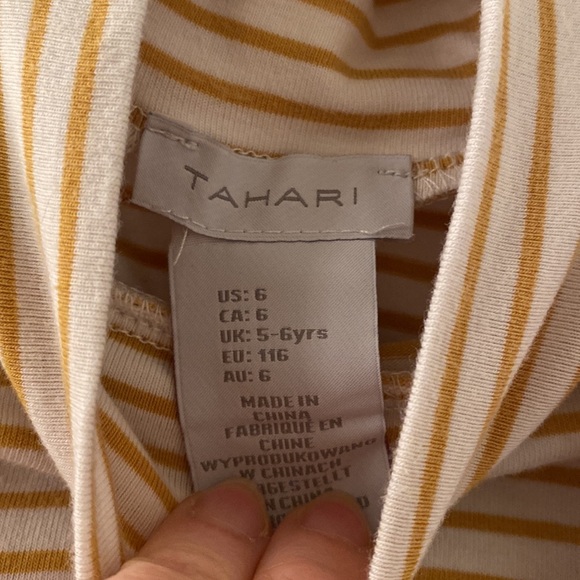 TAHARI
US: 6
CA: 6
UK: 5-6yrs
EU: 116
AU: 6
MADE IN
CHINA
FABRIQUÉ EN
CHINE
WYPRODUKOWANO
W CHINACH
CHINA